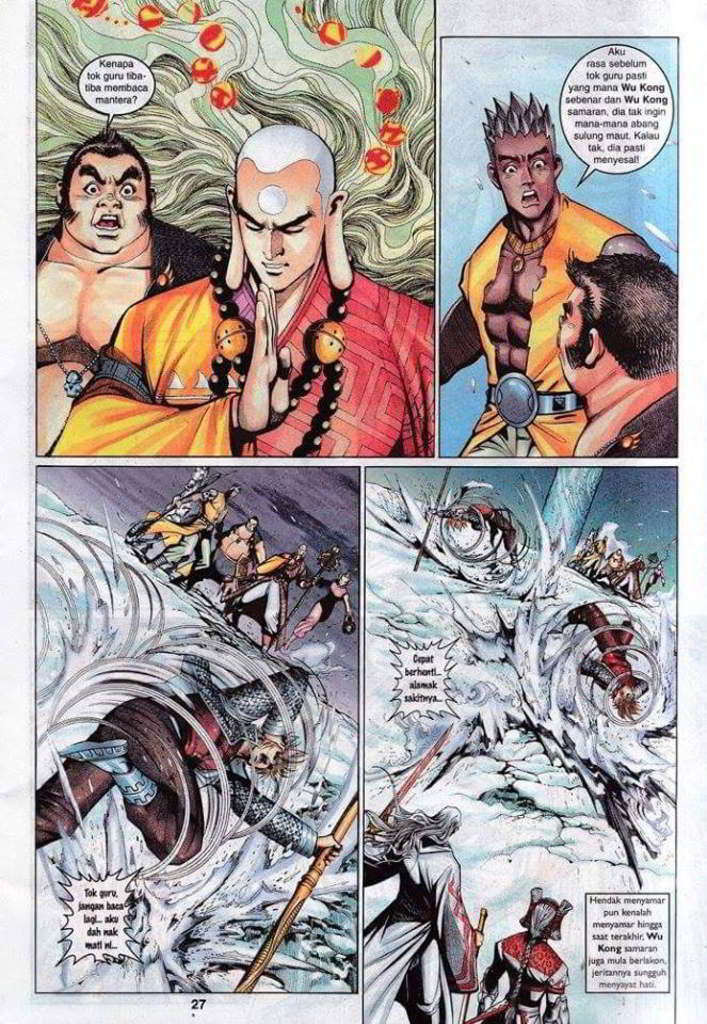 Kenapa
tok guru tiba-
tiba membaca
mantera?
Aku
rasa sebelum
tok guru pasti
yang mana Wu Kong
sebenar dan Wu Kong
samaran, dia tak ingin
mana-mana abang
sulung maut. Kalau
tak, dia pasti
menyesal!
Tok guru,
jangan baca
lagi... aku
dah nak
mati ni...
Cepat
berhenti...
alamak
sakitnya...
Hendak menyamar
pun kenalah
menyamar hingga
saat terakhir, Wu
Kong samaran
juga mula berlakon,
jeritannya sungguh
menyayat hati.
27